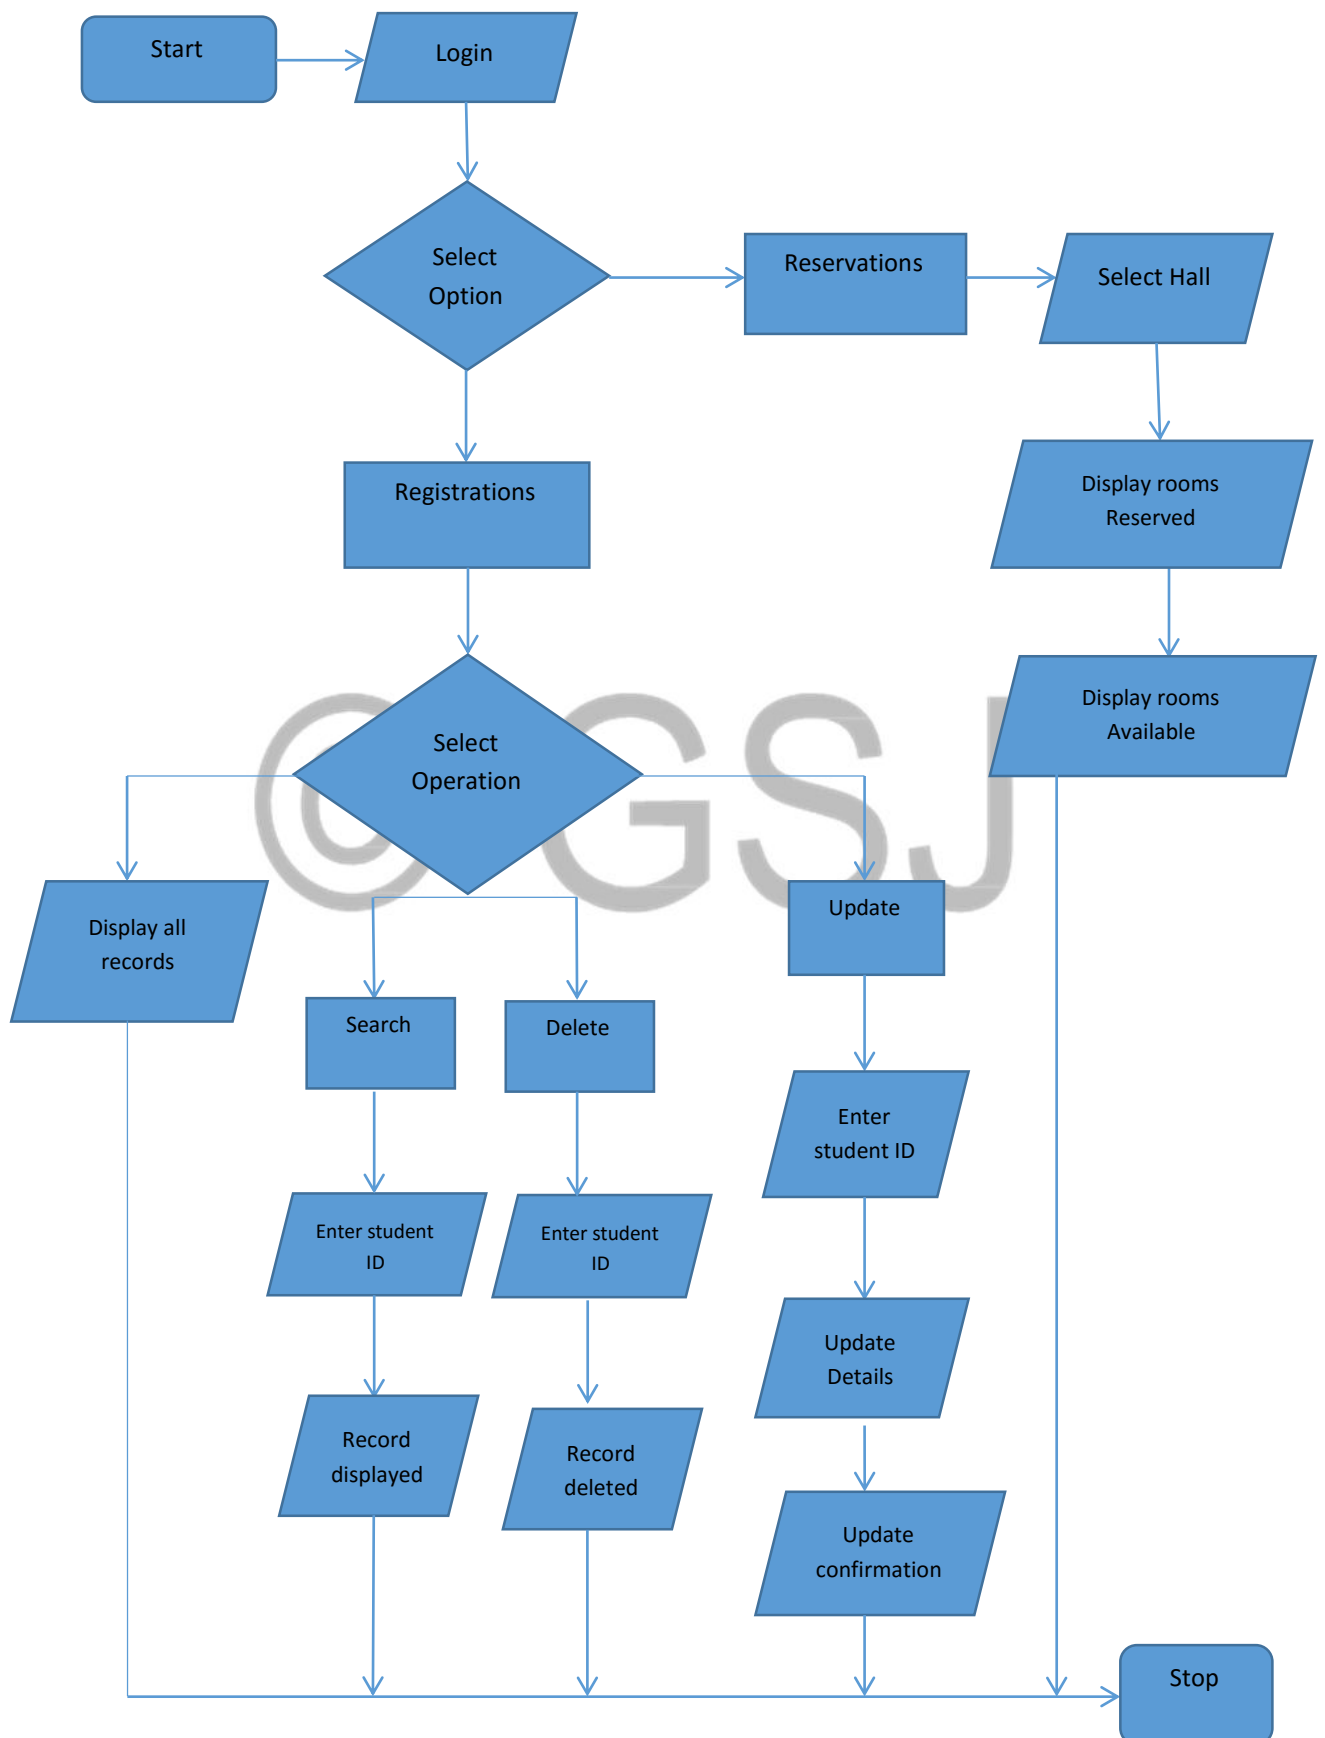 Start
Login
Select
Option
Reservations
Select Hall
Registrations
Display rooms
Reserved
Select
Operation
Display rooms
Available
© GSJ
Display all
records
Update
Search
Delete
Enter
student ID
Enter student
ID
Enter student
ID
Update
Details
Record
displayed
Record
deleted
Update
confirmation
Stop